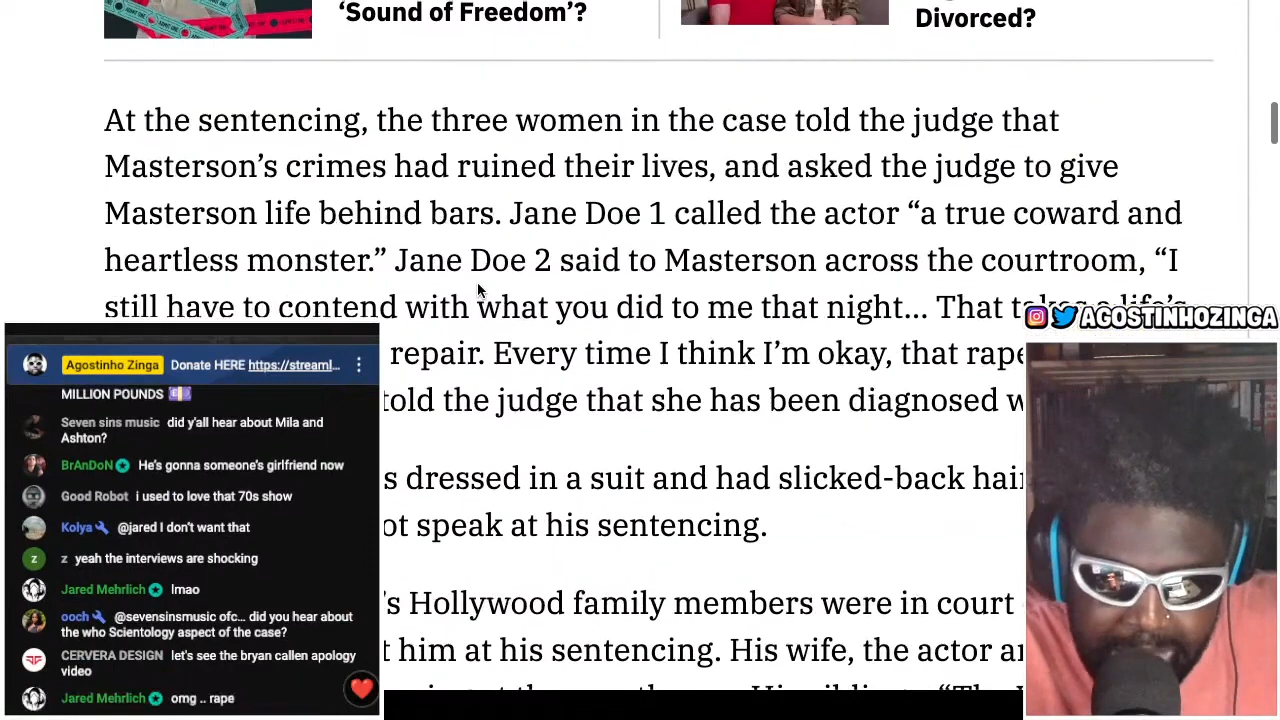 ‘Sound of Freedom’?
Divorced?
At the sentencing, the three women in the case told the judge that
Masterson’s crimes had ruined their lives, and asked the judge to give
Masterson life behind bars. Jane Doe 1 called the actor “a true coward and
heartless monster.” Jane Doe 2 said to Masterson across the courtroom, “I
still have to contend with what you did to me that night... That takes a life’s
repair. Every time I think I’m okay, that rape
told the judge that she has been diagnosed w
s dressed in a suit and had slicked-back hair
ot speak at his sentencing.
’s Hollywood family members were in court
t him at his sentencing. His wife, the actor an
AGOSTINHOZINGA
Agostinho Zinga Donate HERE https://streaml...
MILLION POUNDS
Seven sins music did y'all hear about Mila and
Ashton?
BrAnDoN He's gonna someone's girlfriend now
Good Robot i used to love that 70s show
Kolya @jared I don't want that
z z yeah the interviews are shocking
Jared Mehrlich lmao
ooch @sevensinsmusic ofc... did you hear about
the who Scientology aspect of the case?
CERVERA DESIGN let's see the bryan callen apology
video
Jared Mehrlich omg .. rape